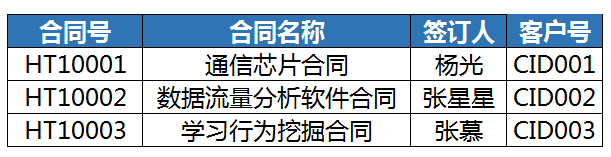 合同号 合同名称 签订人 客户号
HT10001 通信芯片合同 杨光 CID001
HT10002 数据流量分析软件合同 张星星 CID002
HT10003 学习行为挖掘合同 张慕 CID003